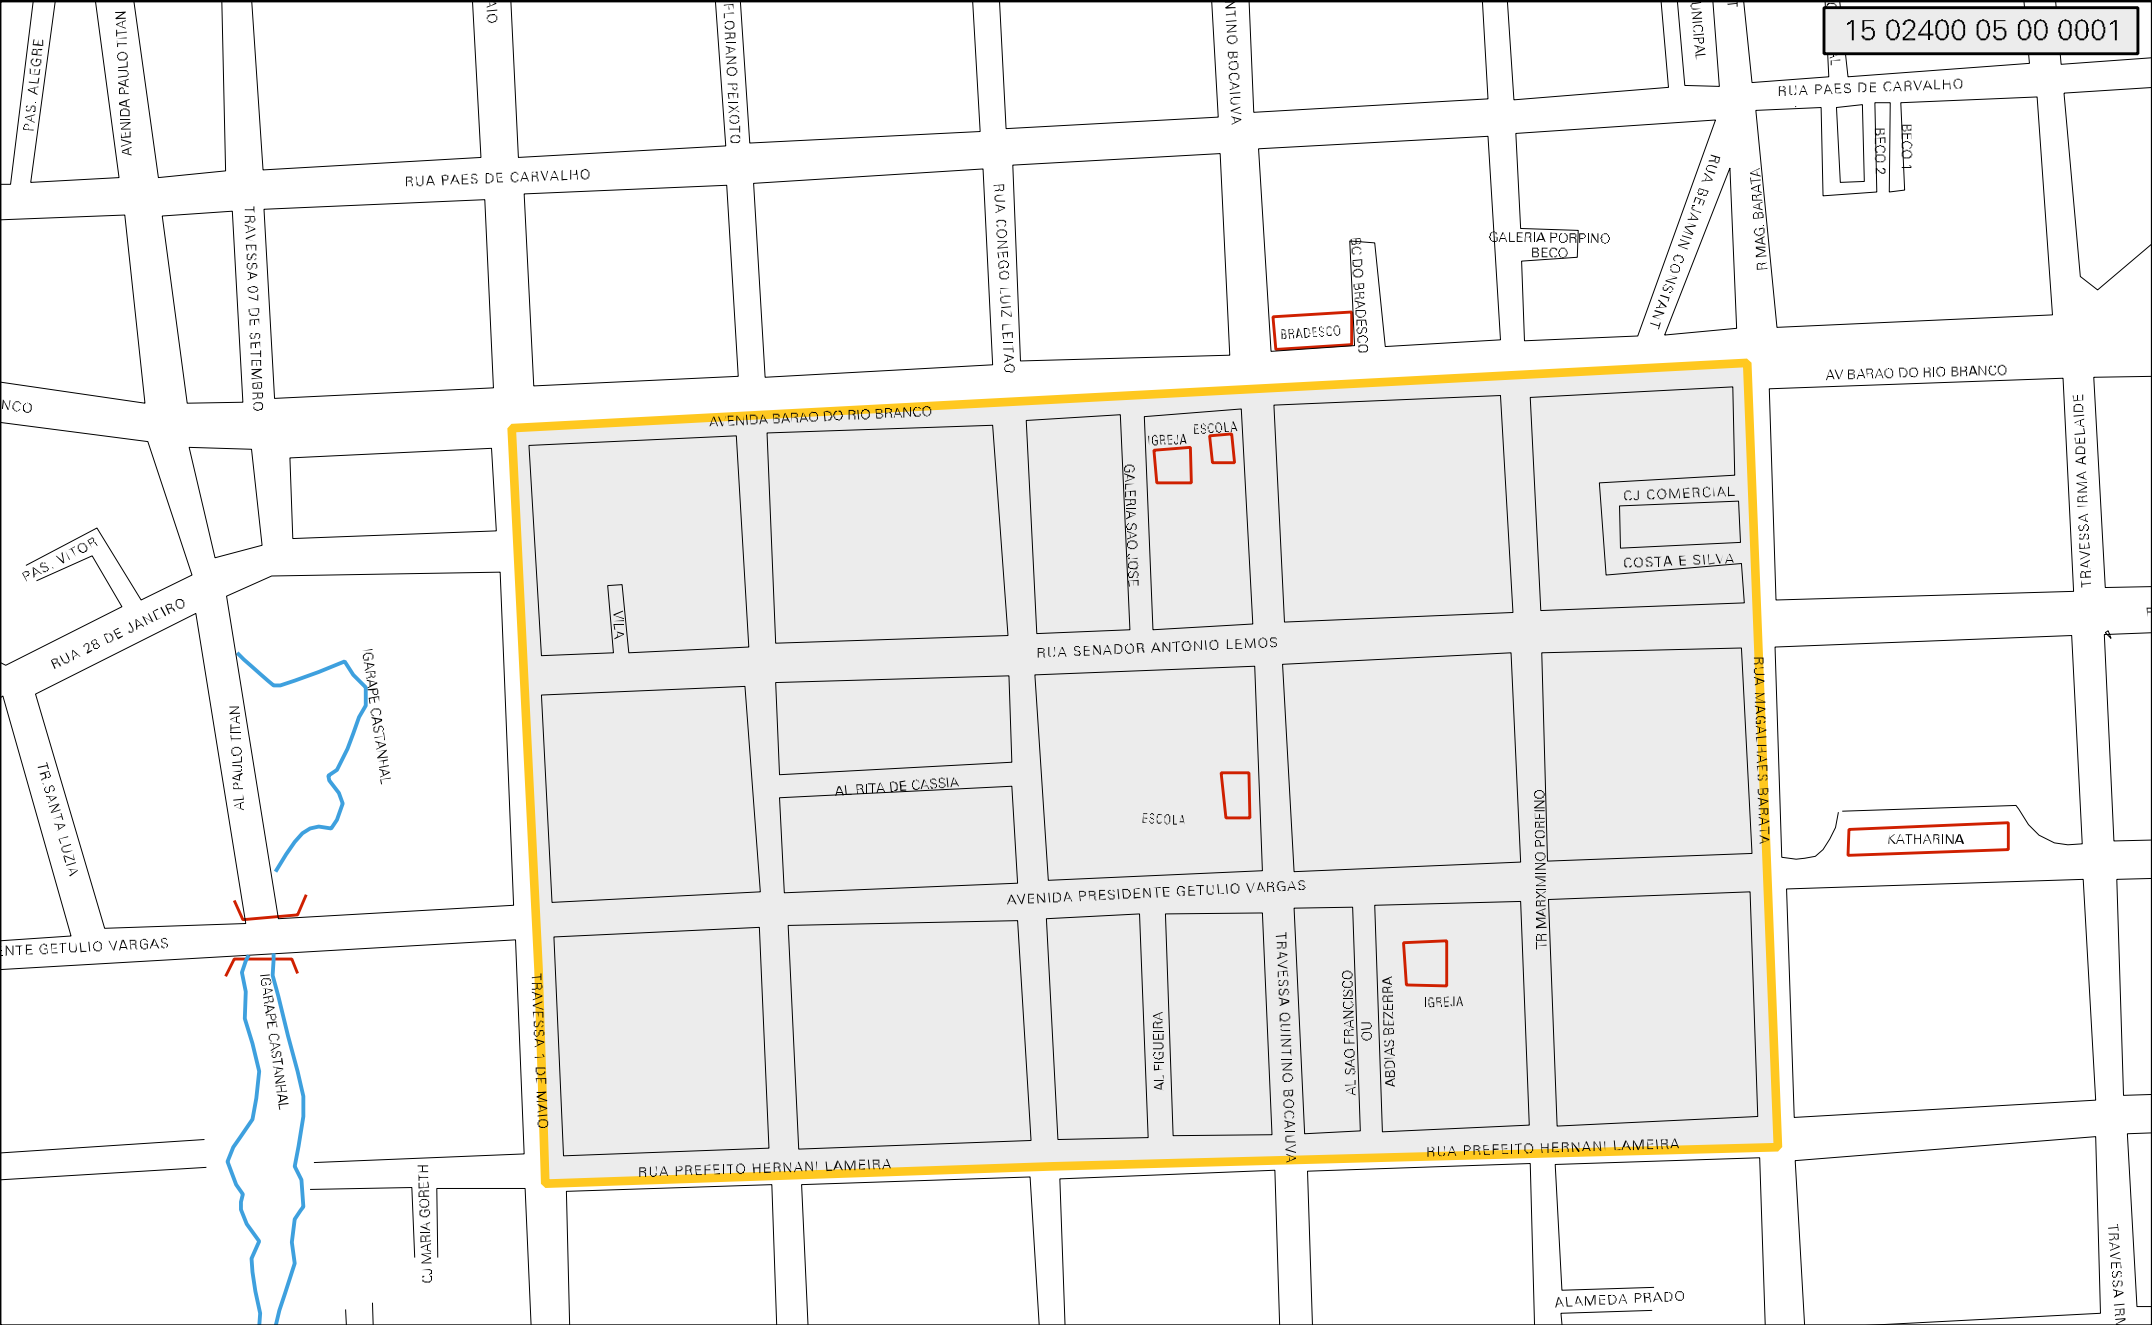 15 02400 05 00 0001
PAS. ALEGRE
AVENIDA PAULO TITAN
AIO
FLORIANO PEIXOTO
NTINO BOCAIUVA
UNICIPAL
RUA PAES DE CARVALHO
RUA PAES DE CARVALHO
BECO 2
BECO 1
TRAVESSA 07 DE SETEMBRO
RUA CONEGO LUIZ LEITAO
BC DO BRADESCO
BRADESCO
GALERIA PORPINO
BECO
RUA BEJAMIN CONSTANT
R MAG. BARATA
NCO
AVENIDA BARAO DO RIO BRANCO
AV BARAO DO RIO BRANCO
TRAVESSA IRMA ADELAIDE
IGREJA
ESCOLA
GALERIA SAO JOSE
CJ COMERCIAL
COSTA E SILVA
PAS. VITOR
RUA 28 DE JANEIRO
VILA
RUA SENADOR ANTONIO LEMOS
IGARAPE CASTANHAL
AL PAULO TITAN
TR.SANTA LUZIA
AL RITA DE CASSIA
ESCOLA
TR MARXIMINO PORFINO
RUA MAGALHAES BARATA
KATHARINA
AVENIDA PRESIDENTE GETULIO VARGAS
ENTE GETULIO VARGAS
IGARAPE CASTANHAL
TRAVESSA 1 DE MAIO
AL FIGUEIRA
TRAVESSA QUINTINO BOCAIUVA
AL SAO FRANCISCO
OU
ABDIAS BEZERRA
IGREJA
RUA PREFEITO HERNANI LAMEIRA
RUA PREFEITO HERNANI LAMEIRA
CJ MARIA GORETH
ALAMEDA PRADO
TRAVESSA IRM